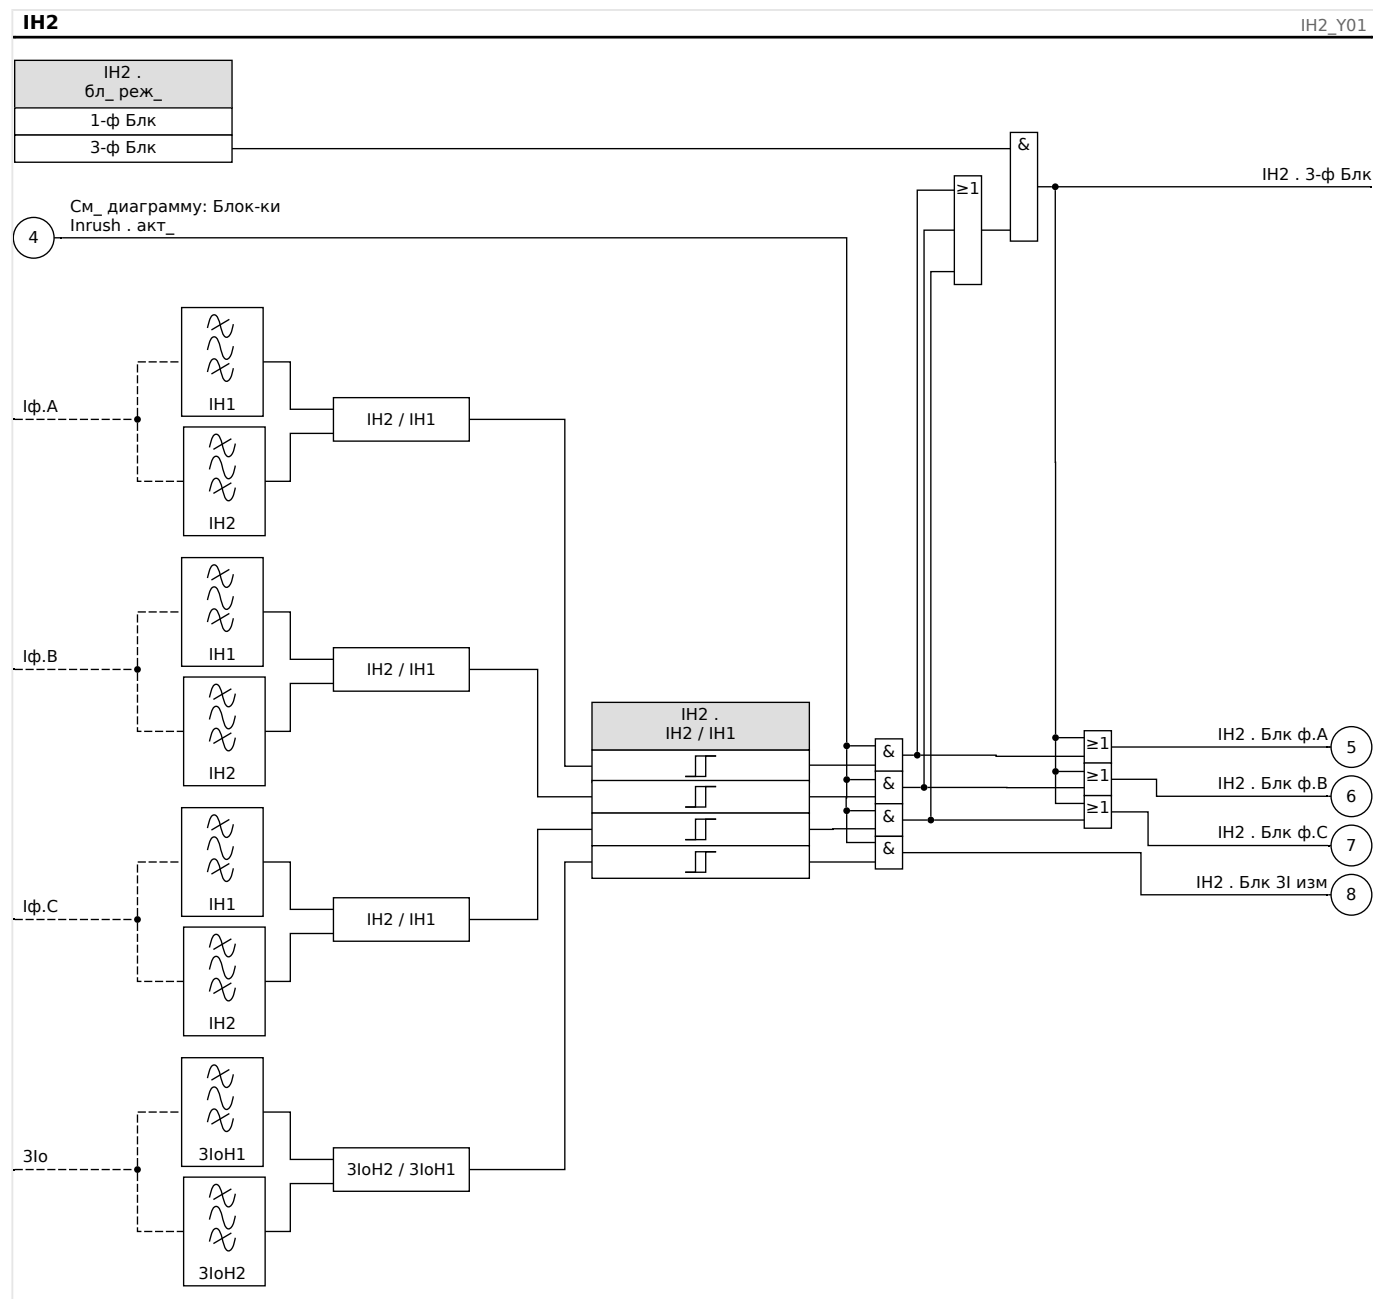 IH2
IH2_Y01
IH2 .
бл_ реж_
1-ф Блк
3-ф Блк
&
≥1
IH2 . 3-ф Блк
См_ диаграмму: Блок-ки
Inrush . акт_
4
IH1
Iф.A
IH2 / IH1
IH2
IH1
Iф.B
IH2 / IH1
IH2
IH2 .
IH2 / IH1
&
&
&
&
≥1
≥1
≥1
IH2 . Блк ф.A
5
IH2 . Блк ф.B
6
IH2 . Блк ф.C
7
IH2 . Блк 3I изм
8
IH1
Iф.C
IH2 / IH1
IH2
3IoH1
3Io
3IoH2 / 3IoH1
3IoH2